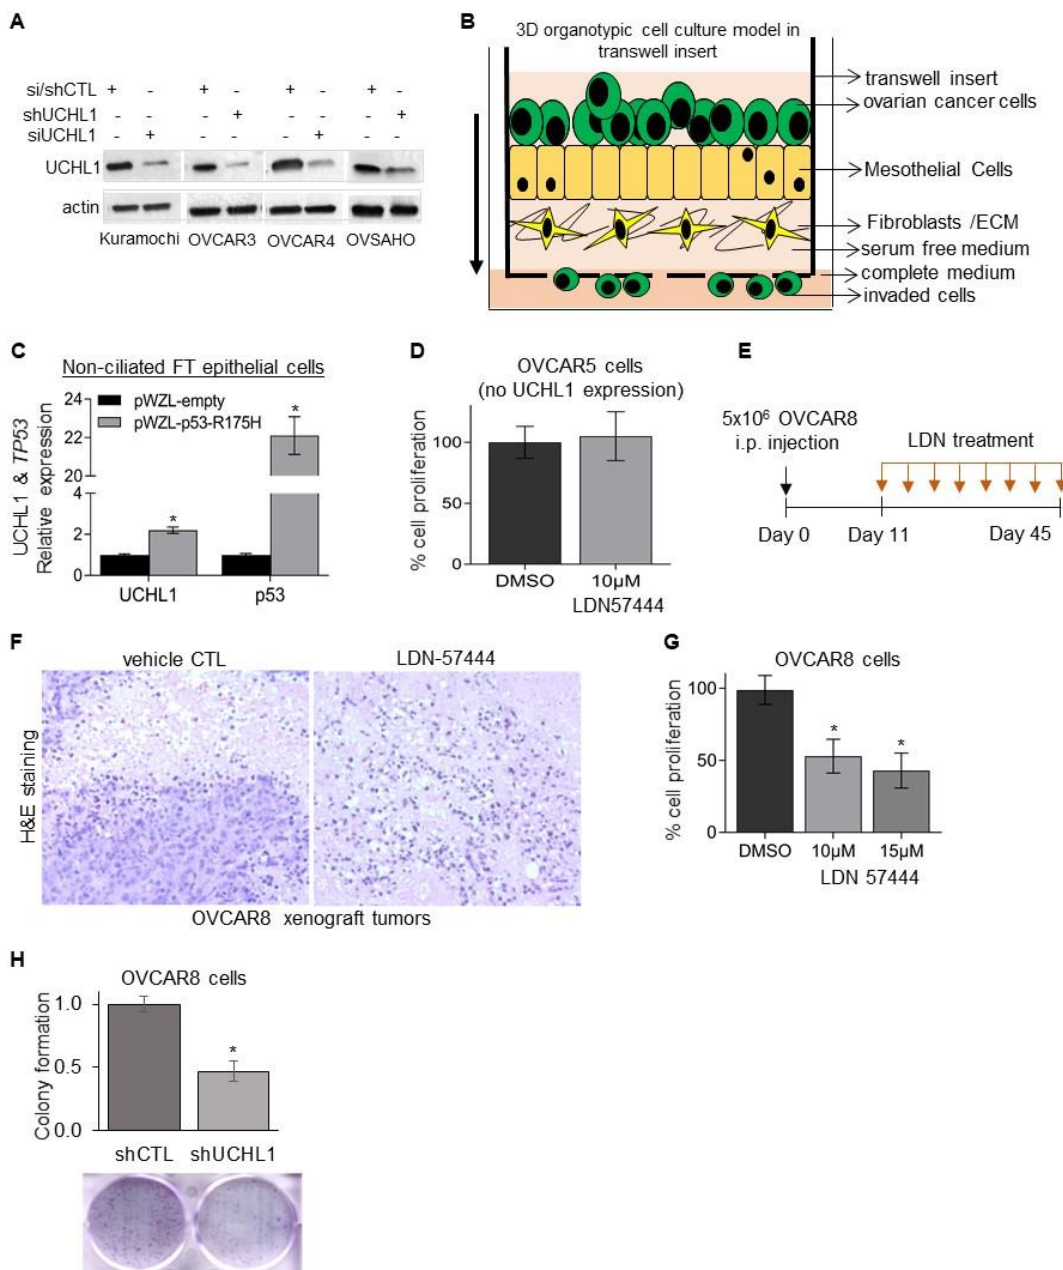 A
si/shCTL + - + - + - + -
shUCHL1 - - - + - - - +
siUCHL1 - + - - - + - -
UCHL1
actin
Kuramochi OVCAR3 OVCAR4 OVSAHO
B
3D organotypic cell culture model in
transwell insert
transwell insert
ovarian cancer cells
Mesothelial Cells
Fibroblasts /ECM
serum free medium
complete medium
invaded cells
C
Non-ciliated FT epithelial cells
UCHL1 & TP53
Relative expression
24
22
20
4
2
0
pWZL-empty
pWZL-p53-R175H
*
*
UCHL1 p53
D
OVCAR5 cells
(no UCHL1 expression)
% cell proliferation
100
50
0
DMSO 10µM
LDN57444
E
5x10⁶ OVCAR8
i.p. injection
LDN treatment
Day 0 Day 11 Day 45
F
vehicle CTL LDN-57444
H&E staining
OVCAR8 xenograft tumors
G
OVCAR8 cells
% cell proliferation
100
50
0
*
*
DMSO 10µM 15µM
LDN 57444
H
OVCAR8 cells
Colony formation
1.0
0.5
0.0
*
shCTL shUCHL1